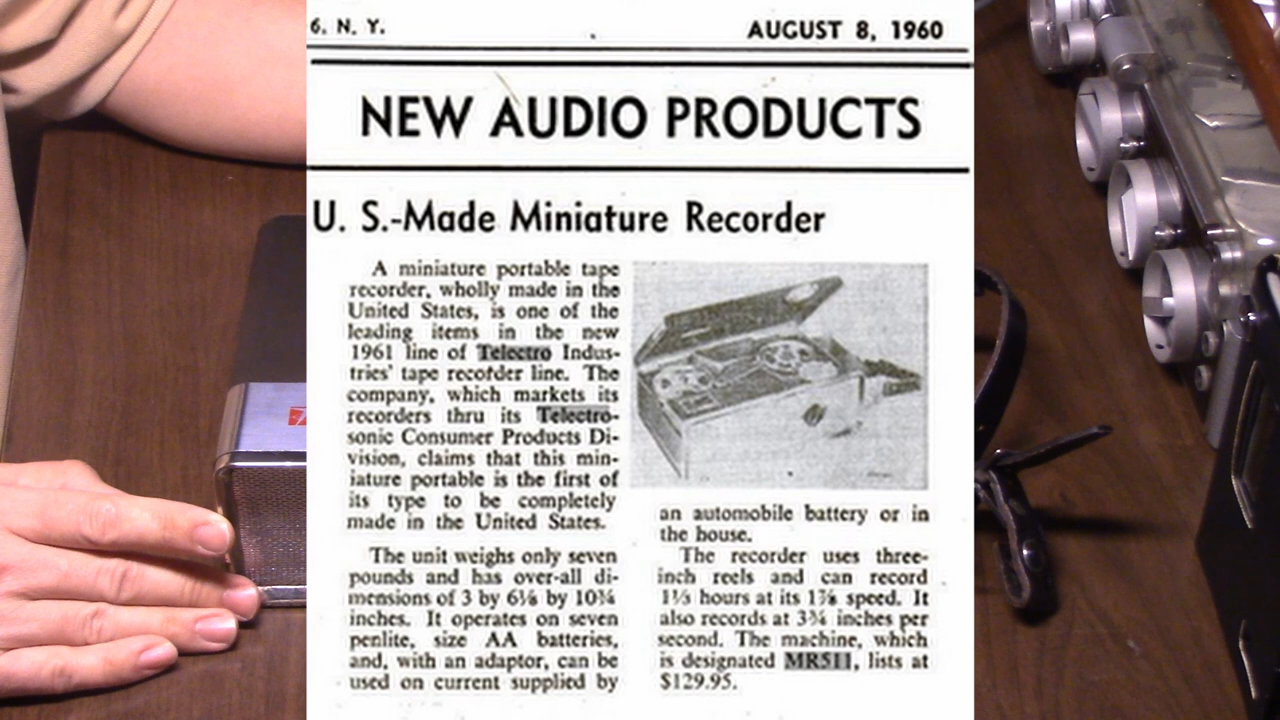 6. N. Y.
AUGUST 8, 1960
NEW AUDIO PRODUCTS
U. S.-Made Miniature Recorder
A miniature portable tape
recorder, wholly made in the
United States, is one of the
leading items in the new
1961 line of Telectro Indus-
tries' tape recorder line. The
company, which markets its
recorders thru its Telectro-
sonic Consumer Products Di-
vision, claims that this min-
iature portable is the first of
its type to be completely
made in the United States.
The unit weighs only seven
pounds and has over-all di-
mensions of 3 by 6⅛ by 10¾
inches. It operates on seven
penlite, size AA batteries,
and, with an adaptor, can be
used on current supplied by
an automobile battery or in
the house.
The recorder uses three-
inch reels and can record
1⅓ hours at its 1⅞ speed. It
also records at 3¾ inches per
second. The machine, which
is designated MR511, lists at
$129.95.